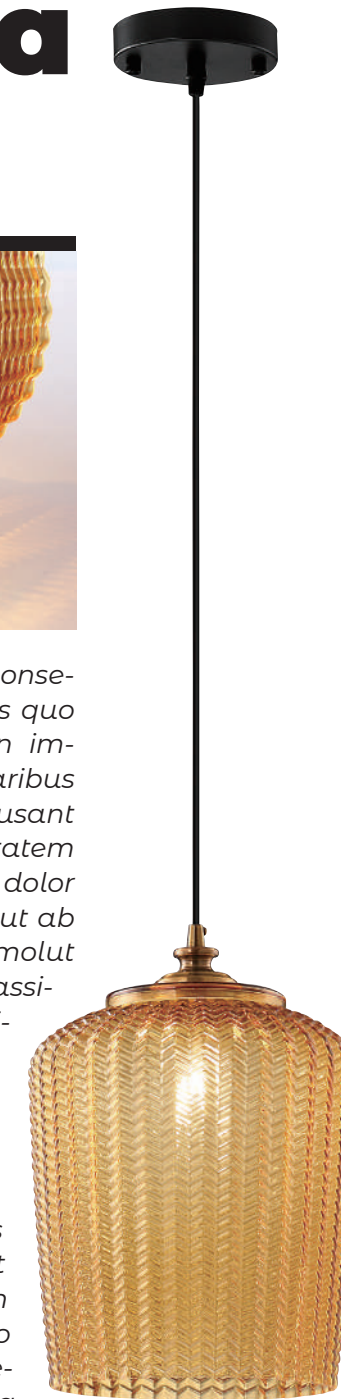 a
onse-
s quo
n im-
aribus
usant
atem
dolor
ut ab
molut
assi-
-
s
t
n
o
e-
a